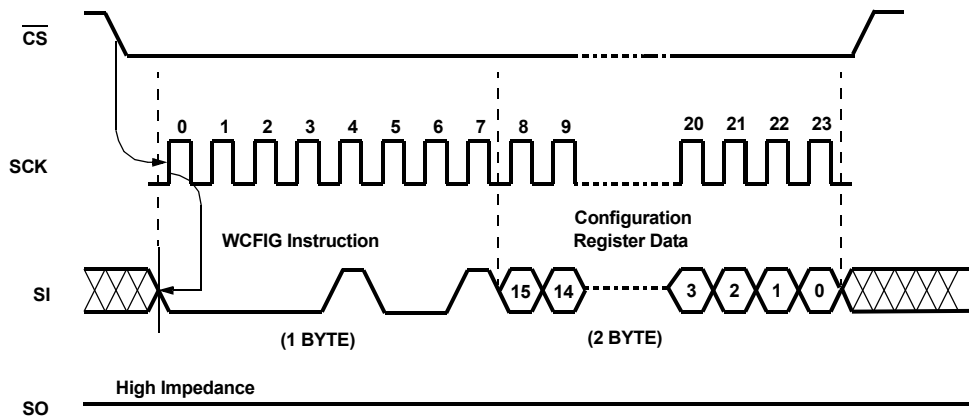 CS
0 1 2 3 4 5 6 7 8 9 20 21 22 23
SCK
WCFIG Instruction
Configuration
Register Data
SI
15 14 3 2 1 0
(1 BYTE) (2 BYTE)
High Impedance
SO